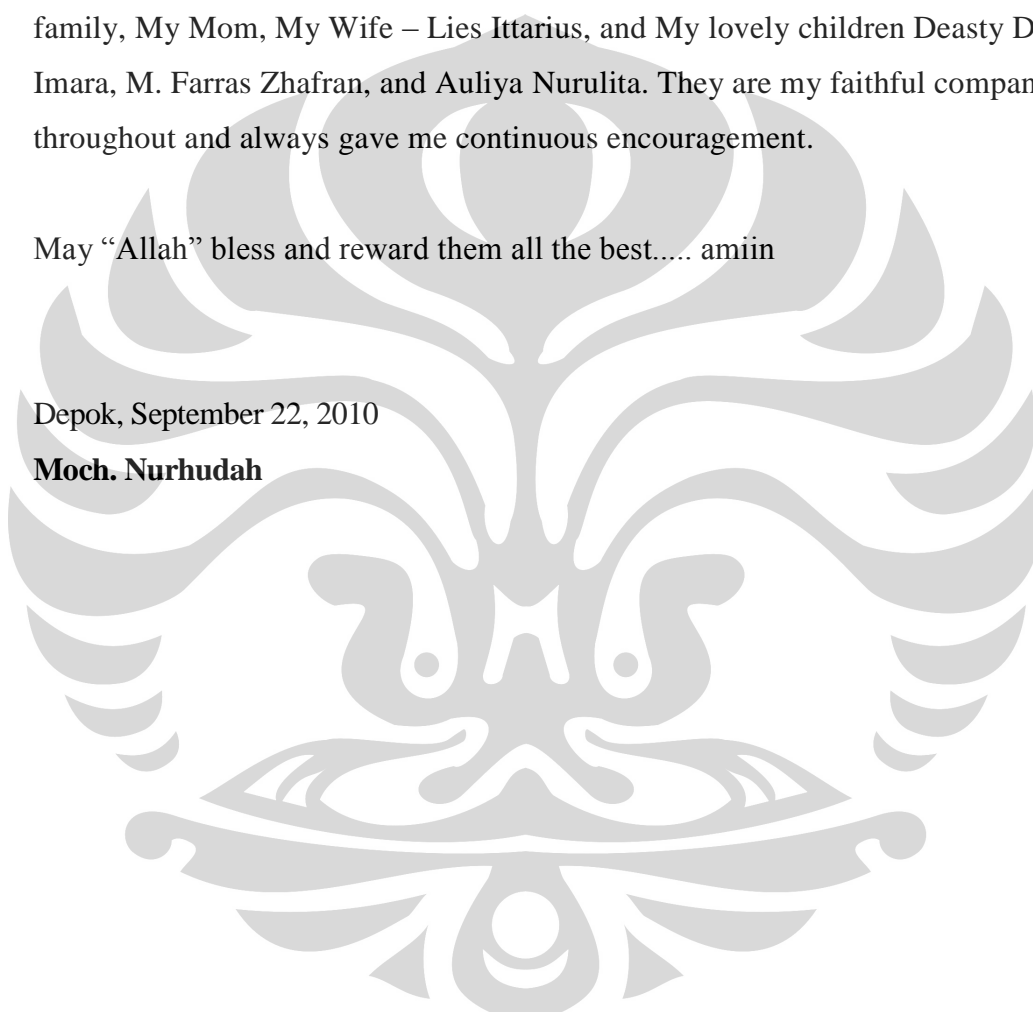 family, My Mom, My Wife – Lies Ittarius, and My lovely children Deasty D
Imara, M. Farras Zhafran, and Auliya Nurulita. They are my faithful compan
throughout and always gave me continuous encouragement.
May “Allah” bless and reward them all the best..... amiin
Depok, September 22, 2010
Moch. Nurhudah